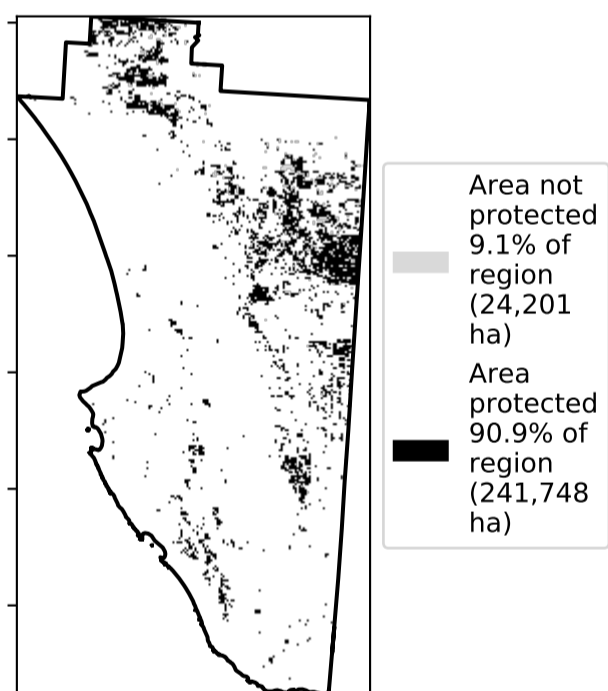 Area not
protected
9.1% of
region
(24,201
ha)
Area
protected
90.9% of
region
(241,748
ha)